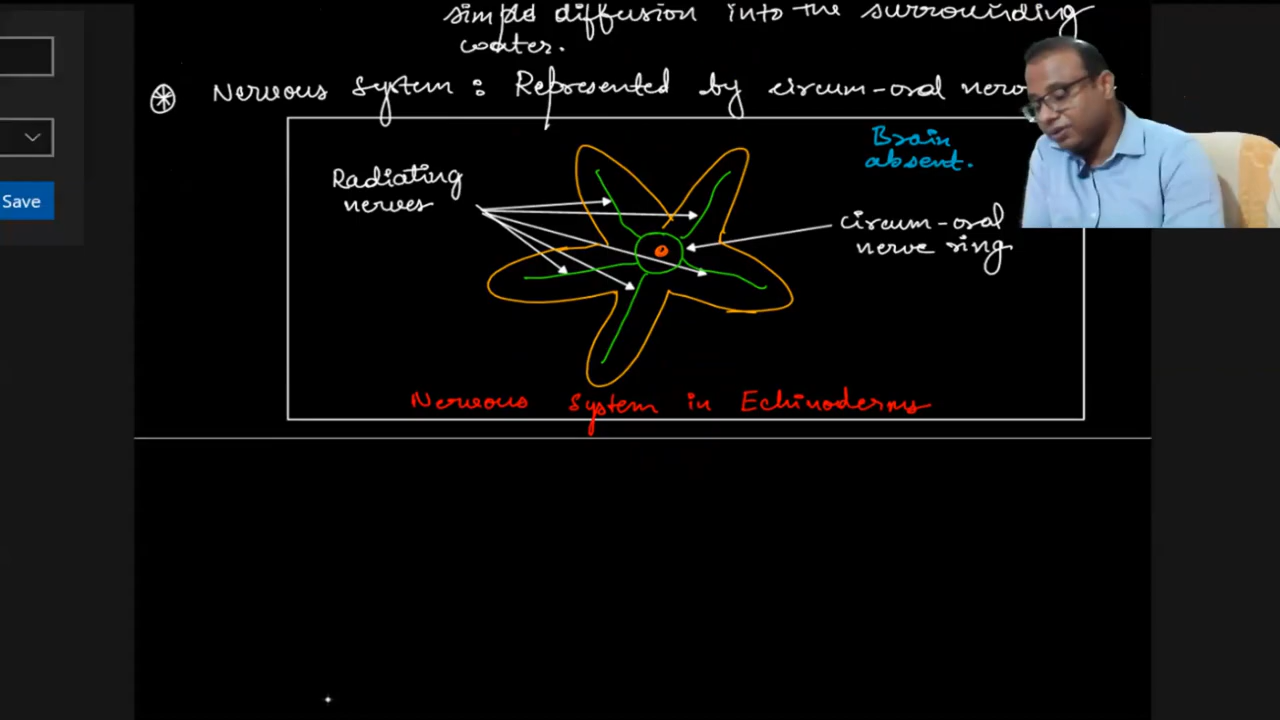 simple diffusion into the surrounding
water.
Nervous System : Represented by circum-oral
Brain
absent.
Radiating
nerves
Save
circum-oral
nerve ring
Nervous System in Echinoderms